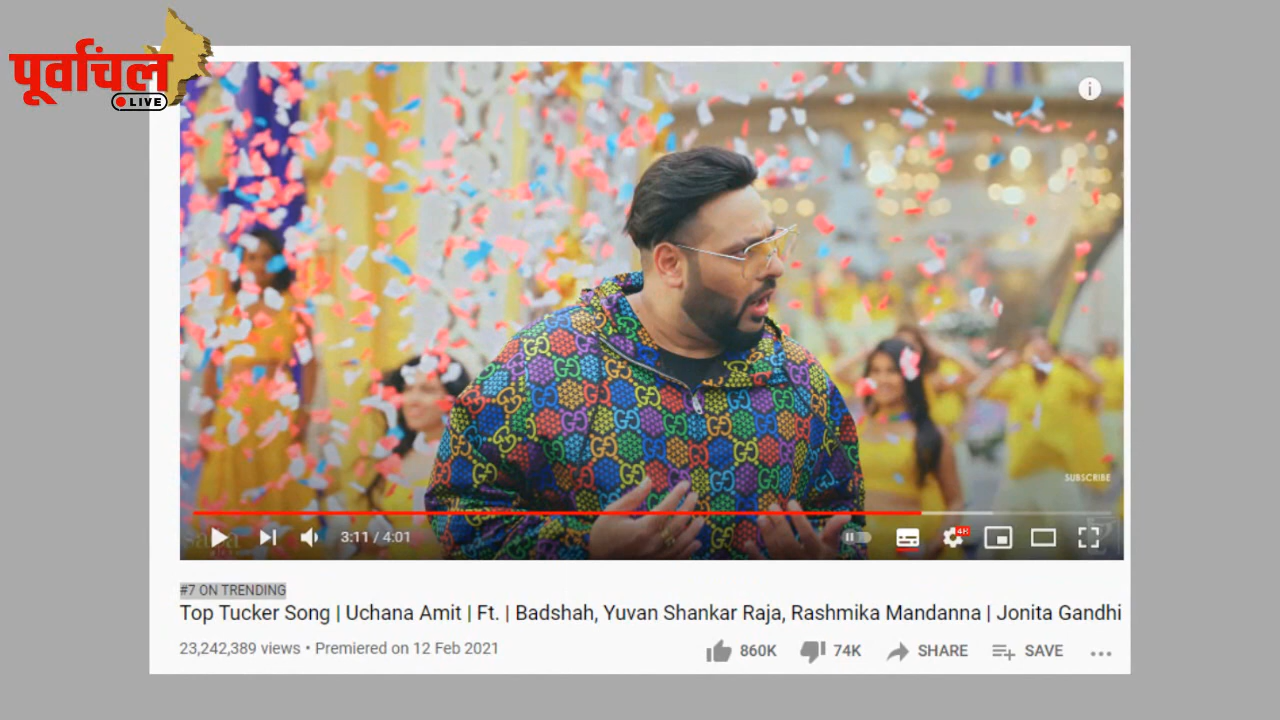 पूर्वांचल
LIVE
i
SUBSCRIBE
3:11 / 4:01
4K
#7 ON TRENDING
Top Tucker Song | Uchana Amit | Ft. | Badshah, Yuvan Shankar Raja, Rashmika Mandanna | Jonita Gandhi
23,242,389 views • Premiered on 12 Feb 2021
860K
74K
SHARE
SAVE